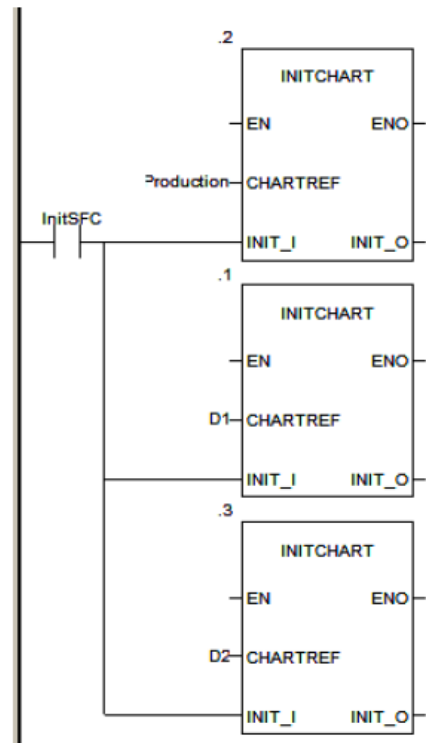 .2
INITCHART
EN ENO
Production CHARTREF
InitSFC
INIT_I INIT_O
.1
INITCHART
EN ENO
D1 CHARTREF
INIT_I INIT_O
.3
INITCHART
EN ENO
D2 CHARTREF
INIT_I INIT_O